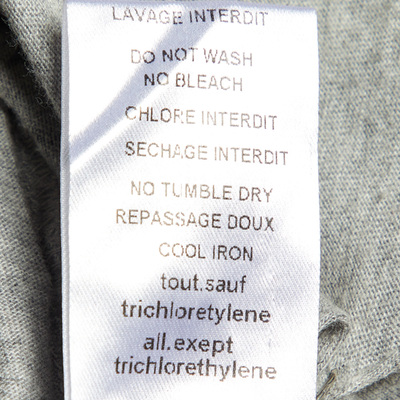 LAVAGE INTERDIT
DO NOT WASH
NO BLEACH
CHLORE INTERDIT
SECHAGE INTERDIT
NO TUMBLE DRY
REPASSAGE DOUX
COOL IRON
tout.sauf
trichloretylene
all.exept
trichlorethylene